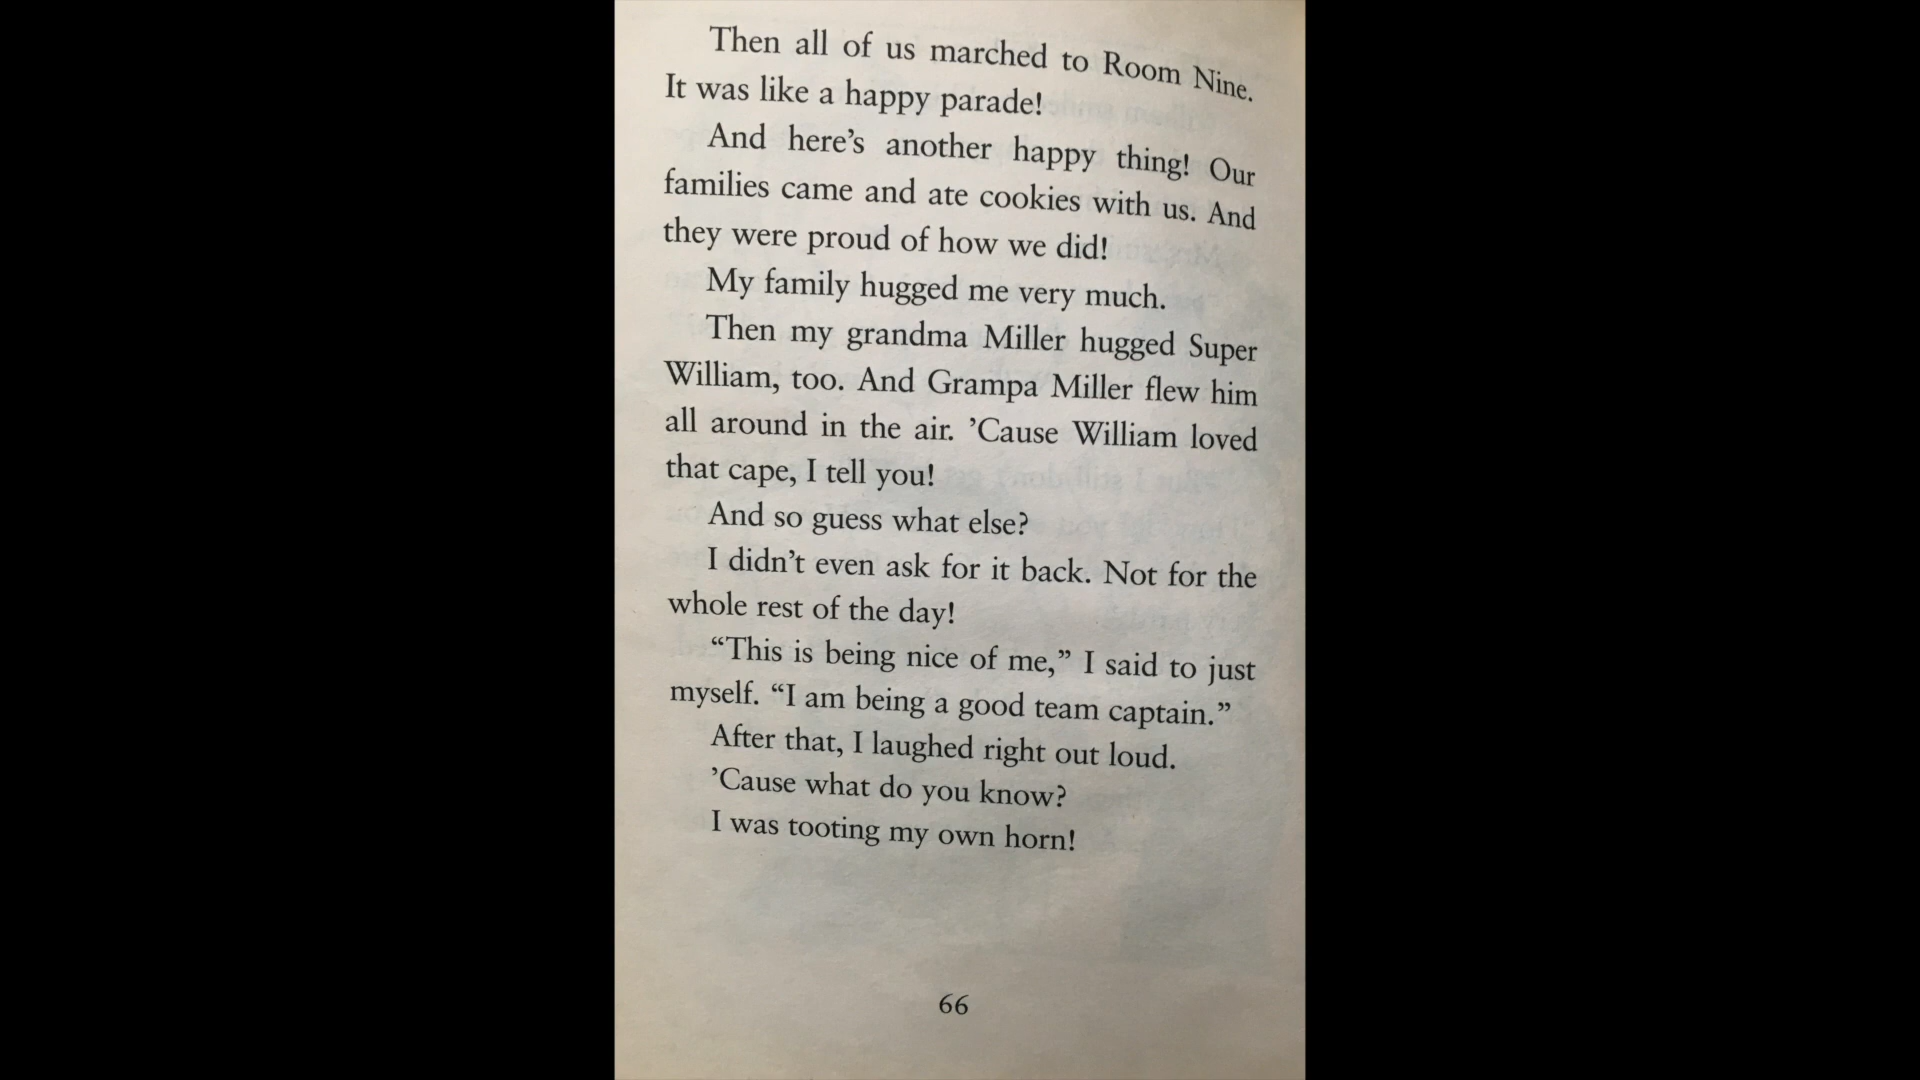 Then all of us marched to Room Nine.
It was like a happy parade!
And here’s another happy thing! Our
families came and ate cookies with us. And
they were proud of how we did!
My family hugged me very much.
Then my grandma Miller hugged Super
William, too. And Grampa Miller flew him
all around in the air. ’Cause William loved
that cape, I tell you!
And so guess what else?
I didn’t even ask for it back. Not for the
whole rest of the day!
“This is being nice of me,” I said to just
myself. “I am being a good team captain.”
After that, I laughed right out loud.
’Cause what do you know?
I was tooting my own horn!
66